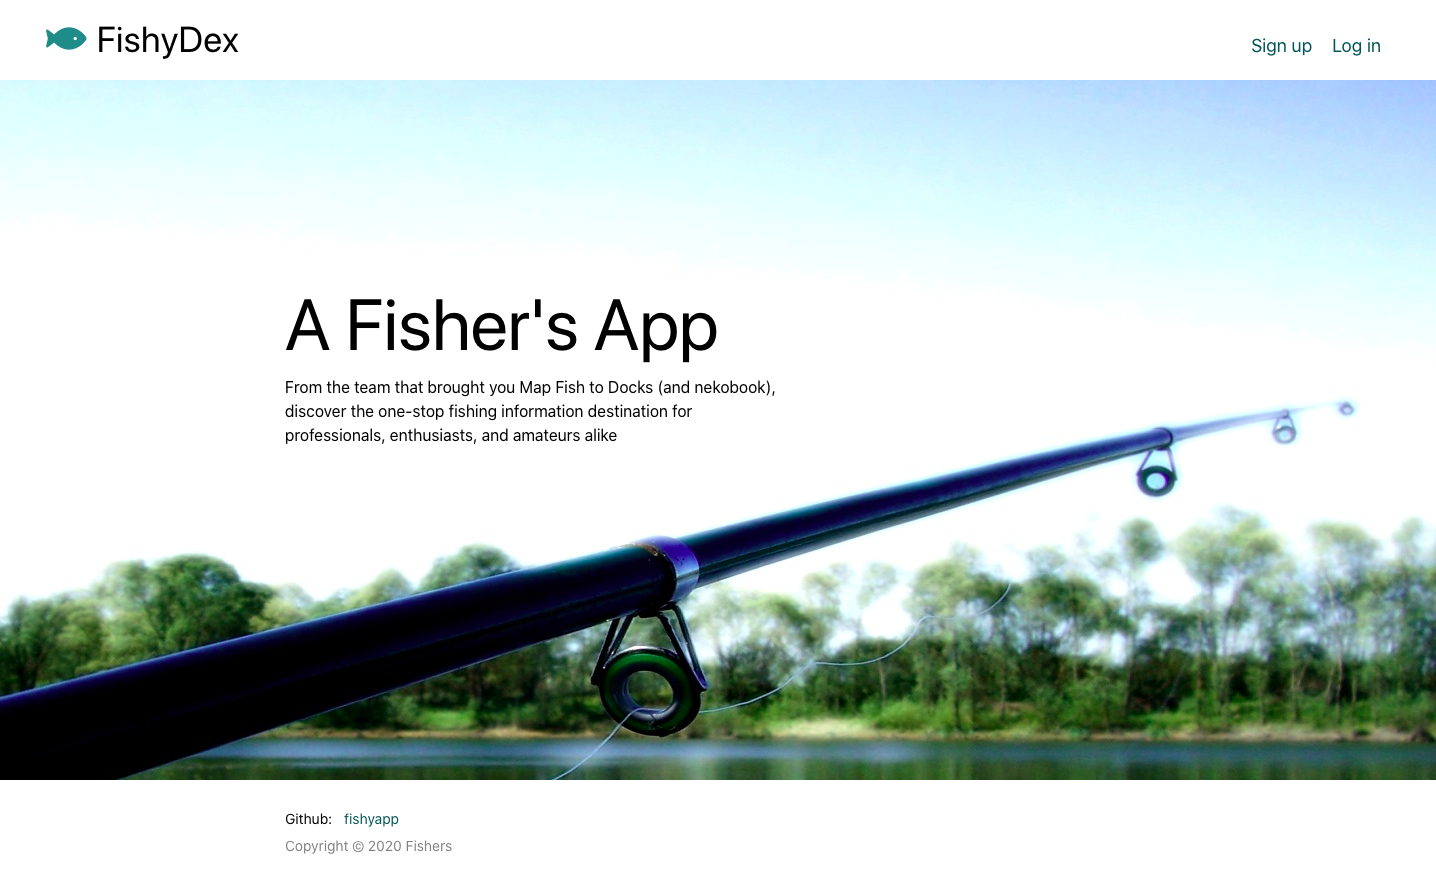 FishyDex
Sign up Log in
A Fisher's App
From the team that brought you Map Fish to Docks (and nekobook),
discover the one-stop fishing information destination for
professionals, enthusiasts, and amateurs alike
Github: fishyapp
Copyright © 2020 Fishers